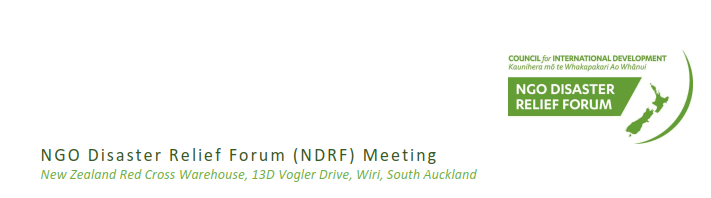 COUNCIL for INTERNATIONAL DEVELOPMENT
Kaunihera mō te Whakapakari Ao Whānui
NGO DISASTER
RELIEF FORUM
NGO Disaster Relief Forum (NDRF) Meeting
New Zealand Red Cross Warehouse, 13D Vogler Drive, Wiri, South Auckland